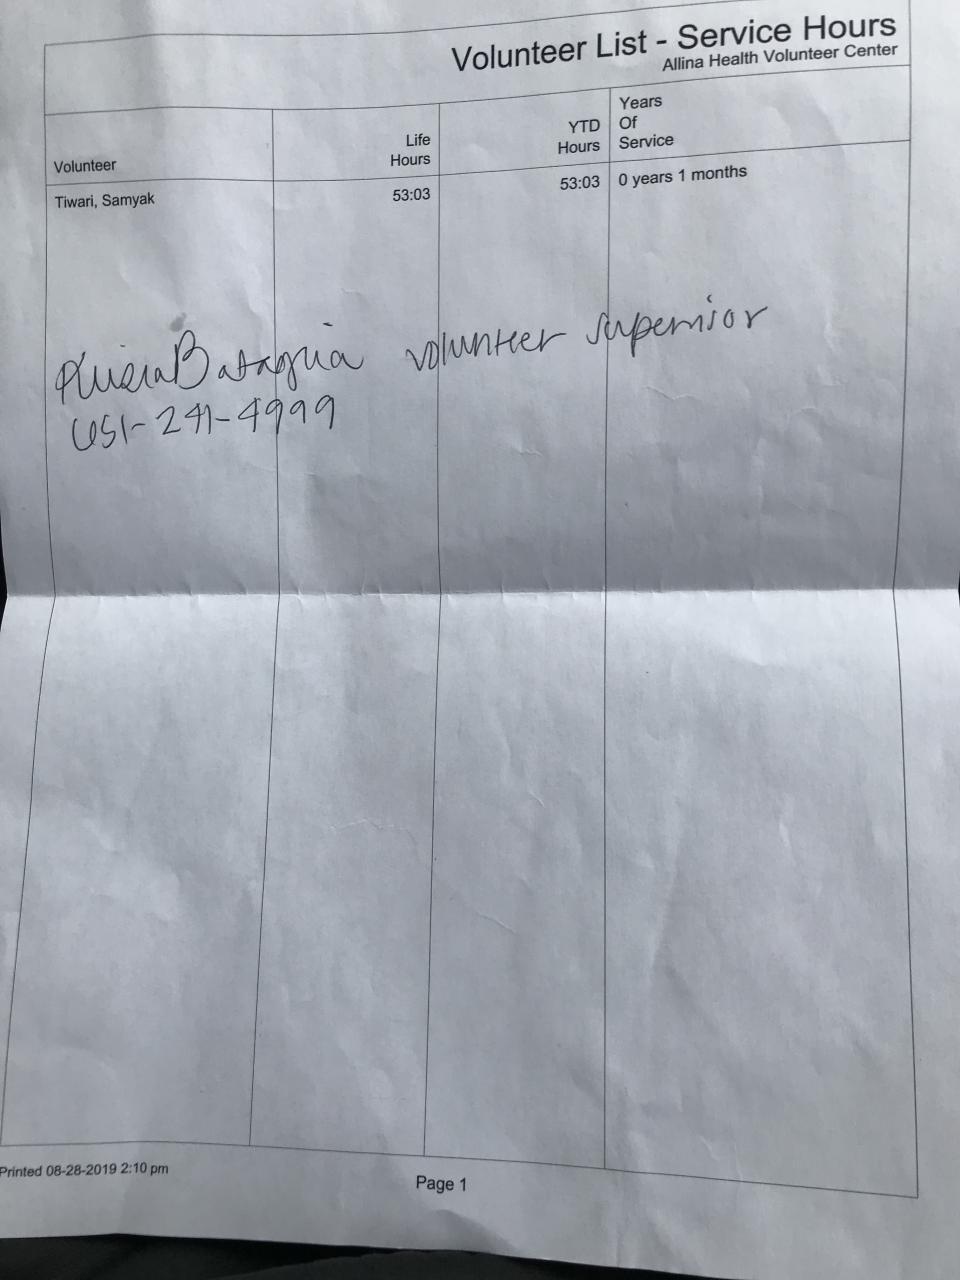 Volunteer List - Service Hours
Allina Health Volunteer Center
Volunteer
Life
Hours
YTD
Hours
Years
Of
Service
Tiwari, Samyak
53:03
53:03
0 years 1 months
volunteer supervisor
651-241-4999
Printed 08-28-2019 2:10 pm
Page 1